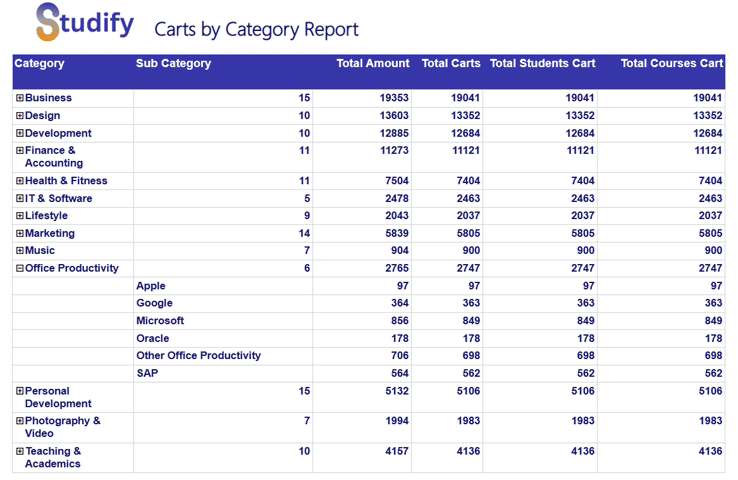 Studify
Carts by Category Report
Category Sub Category Total Amount Total Carts Total Students Cart Total Courses Cart
Business 15 19353 19041 19041 19041
Design 10 13603 13352 13352 13352
Development 10 12885 12684 12684 12684
Finance & 11 11273 11121 11121 11121
Accounting
Health & Fitness 11 7504 7404 7404 7404
IT & Software 5 2478 2463 2463 2463
Lifestyle 9 2043 2037 2037 2037
Marketing 14 5839 5805 5805 5805
Music 7 904 900 900 900
Office Productivity 6 2765 2747 2747 2747
Apple 97 97 97 97
Google 364 363 363 363
Microsoft 856 849 849 849
Oracle 178 178 178 178
Other Office Productivity 706 698 698 698
SAP 564 562 562 562
Personal 15 5132 5106 5106 5106
Development
Photography & 7 1994 1983 1983 1983
Video
Teaching & 10 4157 4136 4136 4136
Academics